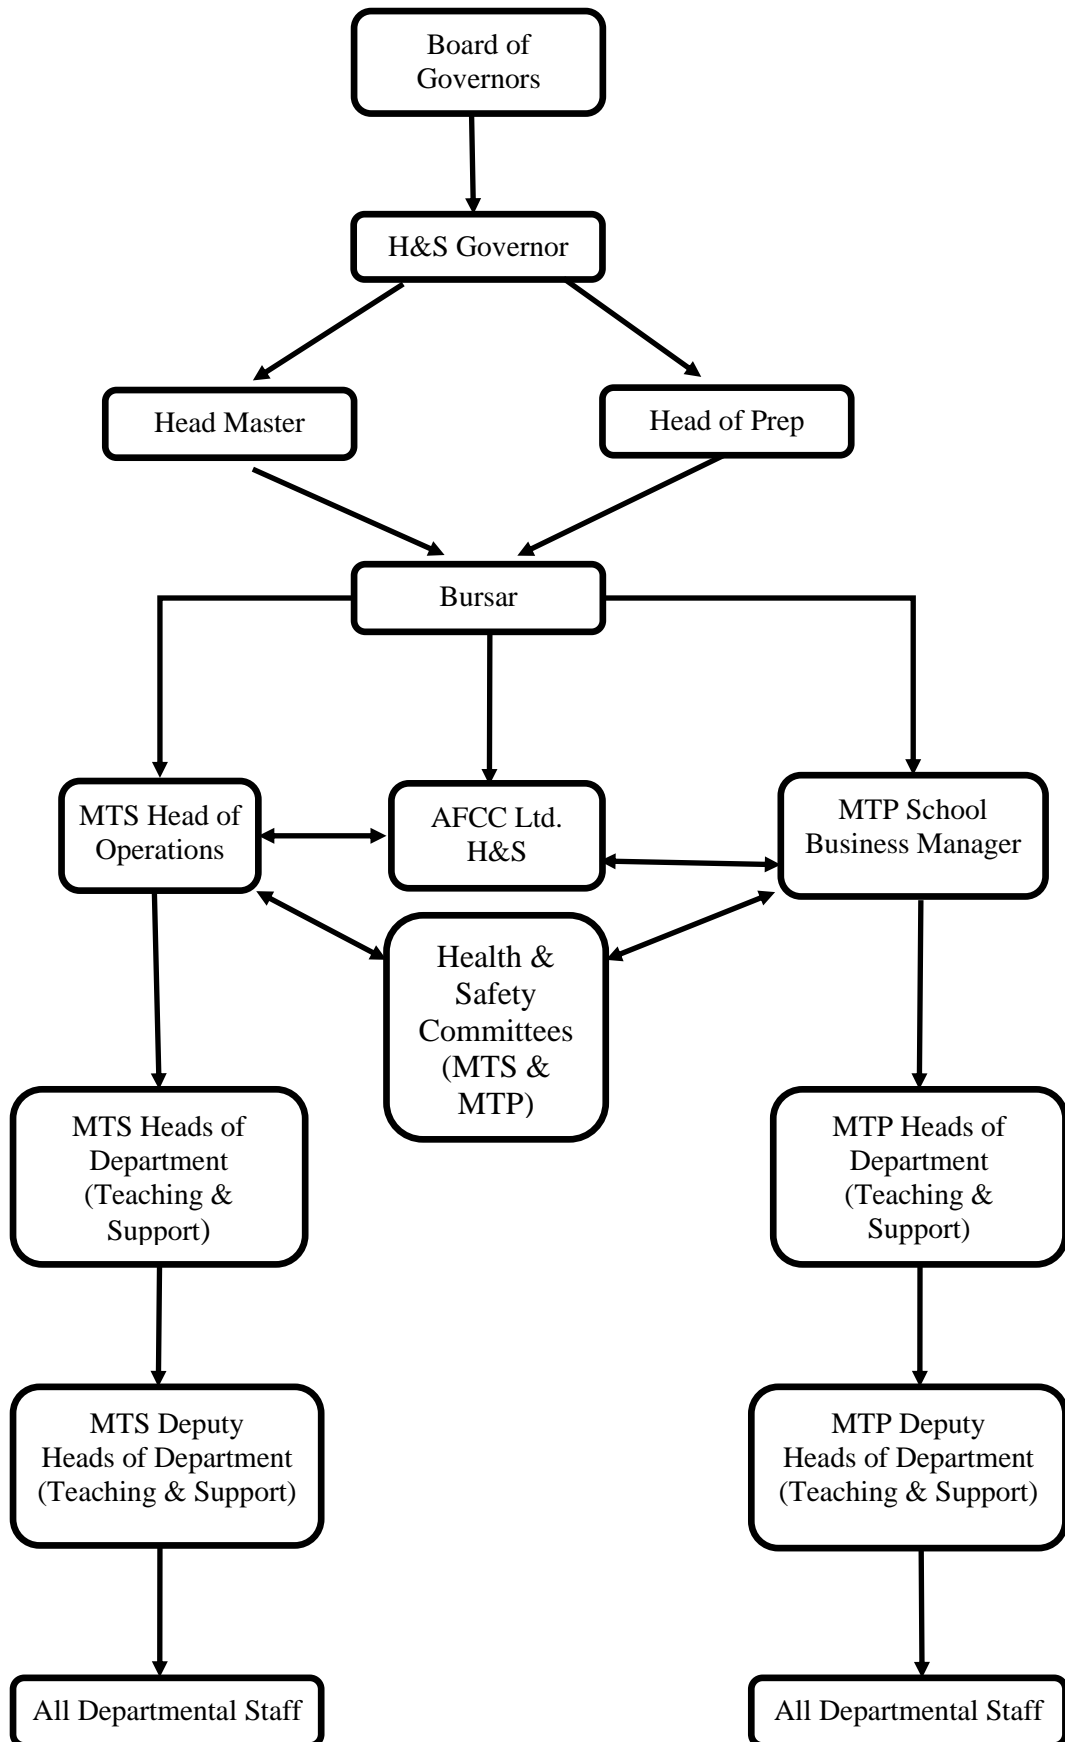 Board of
Governors
H&S Governor
Head Master
Head of Prep
Bursar
MTS Head of
Operations
AFCC Ltd.
H&S
MTP School
Business Manager
Health &
Safety
Committees
(MTS &
MTP)
MTS Heads of
Department
(Teaching &
Support)
MTP Heads of
Department
(Teaching &
Support)
MTS Deputy
Heads of Department
(Teaching & Support)
MTP Deputy
Heads of Department
(Teaching & Support)
All Departmental Staff
All Departmental Staff